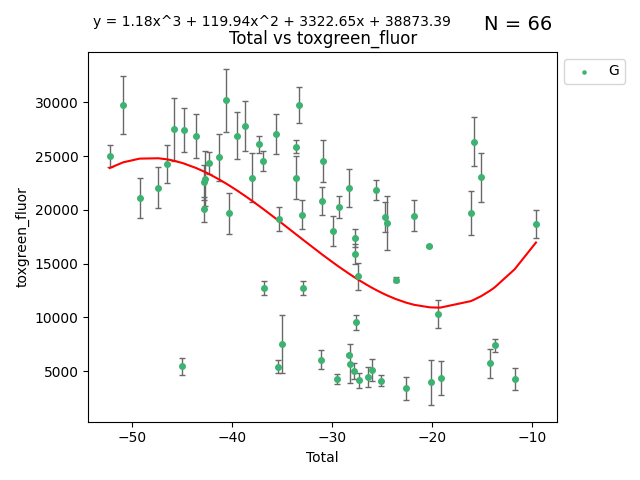 y = 1.18x^3 + 119.94x^2 + 3322.65x + 38873.39
N = 66
Total vs toxgreen_fluor
G
toxgreen_fluor
30000
25000
20000
15000
10000
5000
−50
−40
−30
−20
−10
Total